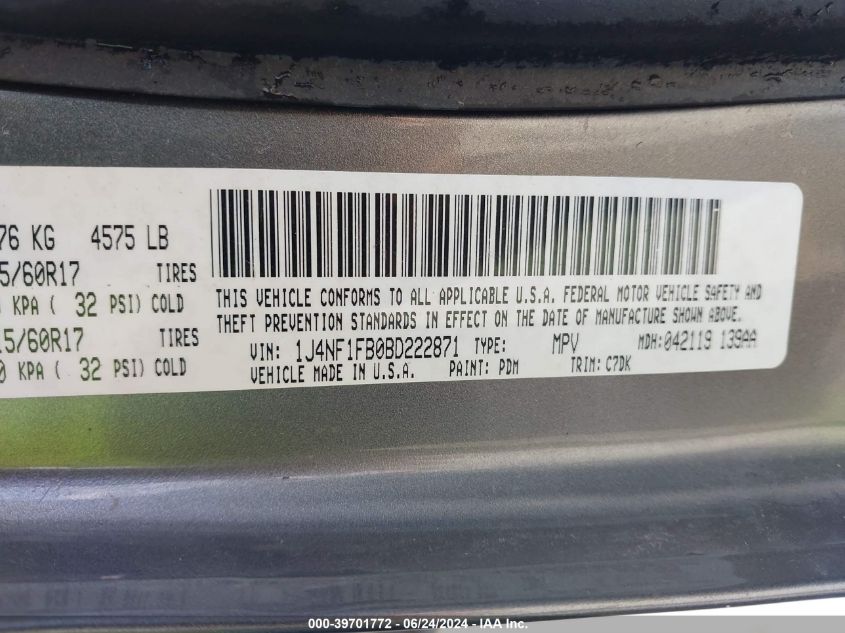 76 KG 4575 LB
5/60R17 TIRES
KPA ( 32 PSI) COLD
15/60R17 TIRES
0 KPA ( 32 PSI) COLD
THIS VEHICLE CONFORMS TO ALL APPLICABLE U.S.A. FEDERAL MOTOR VEHICLE SAFETY AND
THEFT PREVENTION STANDARDS IN EFFECT ON THE DATE OF MANUFACTURE SHOWN ABOVE.
VIN: 1J4NF1FB0BD222871 TYPE: MPV MDH: 042119 139AA
VEHICLE MADE IN U.S.A. PAINT: PDM TRIM: C7DK
000-39701772 - 06/24/2024 - IAA, Inc.